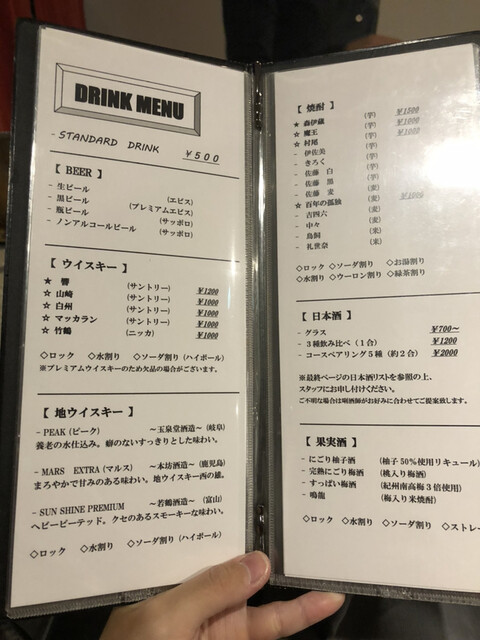 DRINK MENU
- STANDARD DRINK ¥500
【 BEER 】
- 生ビール (エビス)
- 黒ビール (プレミアムエビス)
- 瓶ビール (サッポロ)
- ノンアルコールビール (サッポロ)
【 ウイスキー 】
★ 響 (サントリー) ¥1200
☆ 山崎 (サントリー) ¥1000
☆ 白州 (サントリー) ¥1000
☆ マッカラン (サントリー) ¥1000
☆ 竹鶴 (ニッカ) ¥1000
◇ロック ◇水割り ◇ソーダ割り (ハイボール)
※プレミアムウイスキーのため欠品の場合がございます。
【 地ウイスキー 】
- PEAK (ピーク) ～玉泉堂酒造～ (岐阜)
養老の水仕込み。癖のないすっきりとした味わい。
- MARS EXTRA (マルス) ～本坊酒造～ (鹿児島)
まろやかで甘みのある味わい。地ウイスキー西の雄。
- SUN SHINE PREMIUM ～若鶴酒造～ (富山)
ヘビーピーテッド。クセのあるスモーキーな味わい。
◇ロック ◇水割り ◇ソーダ割り (ハイボール)
【 焼酎 】
★ 森伊蔵 (芋) ¥1500
☆ 魔王 (芋) ¥1000
☆ 村尾 (芋) ¥1000
- 伊佐美 (芋)
- きろく (芋)
- 佐藤 白 (芋)
- 佐藤 黒 (芋)
- 佐藤 麦 (麦)
☆ 百年の孤独 (麦) ¥1000
- 吉四六 (麦)
- 中々 (麦)
- 鳥飼 (米)
- 礼世奈 (米)
◇ロック ◇ソーダ割り ◇お湯割り
◇水割り ◇ウーロン割り ◇緑茶割り
【 日本酒 】
- グラス ¥700～
- 3種飲み比べ (1合) ¥1200
- コースペアリング5種 (約2合) ¥2000
※最終ページの日本酒リストを参照の上、
スタッフにお申し付けください。
ご不明な場合は唎酒師がお好みに合わせてご提案致します。
【 果実酒 】
- にごり柚子酒 (柚子50%使用リキュール)
- 完熟にごり梅酒 (桃入り梅酒)
- すっぱい梅酒 (紀州南高梅3倍使用)
- 鳴龍 (梅入り米焼酎)
◇ロック ◇水割り ◇ソーダ割り ◇ストレー